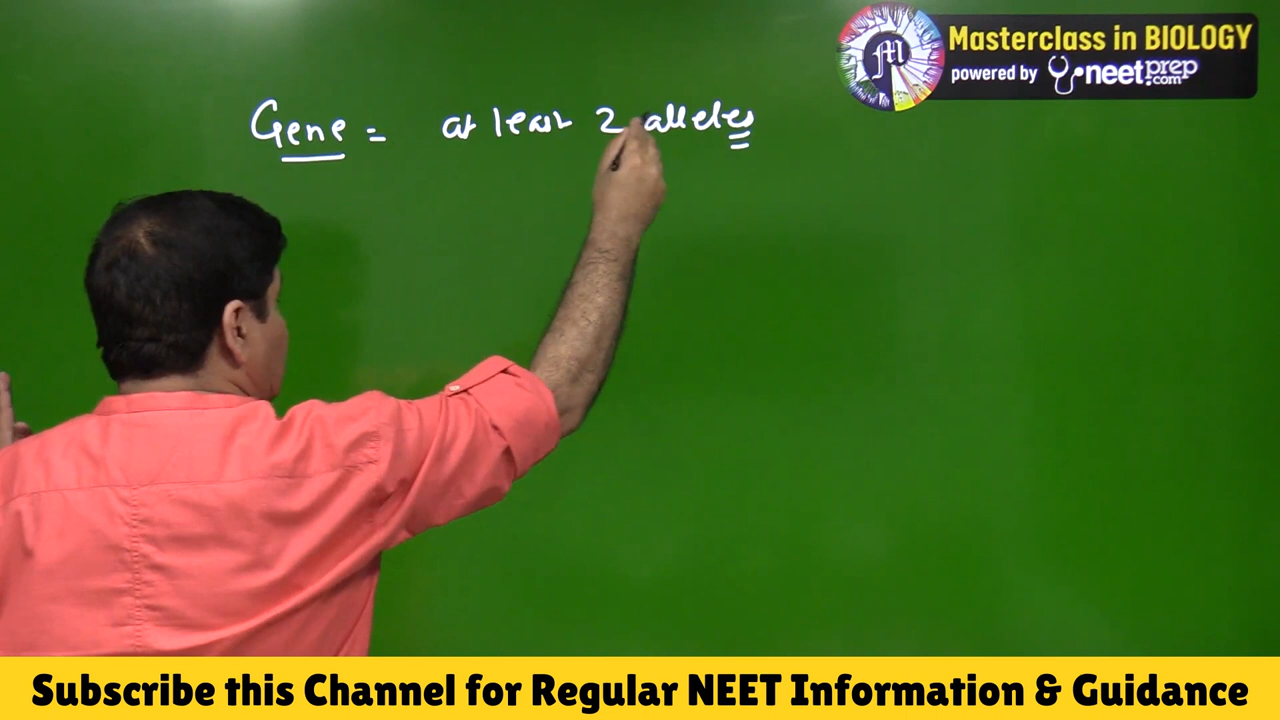 Masterclass in BIOLOGY
powered by neetprep.com
M
Gene = at least 2 alleles
Subscribe this Channel for Regular NEET Information & Guidance